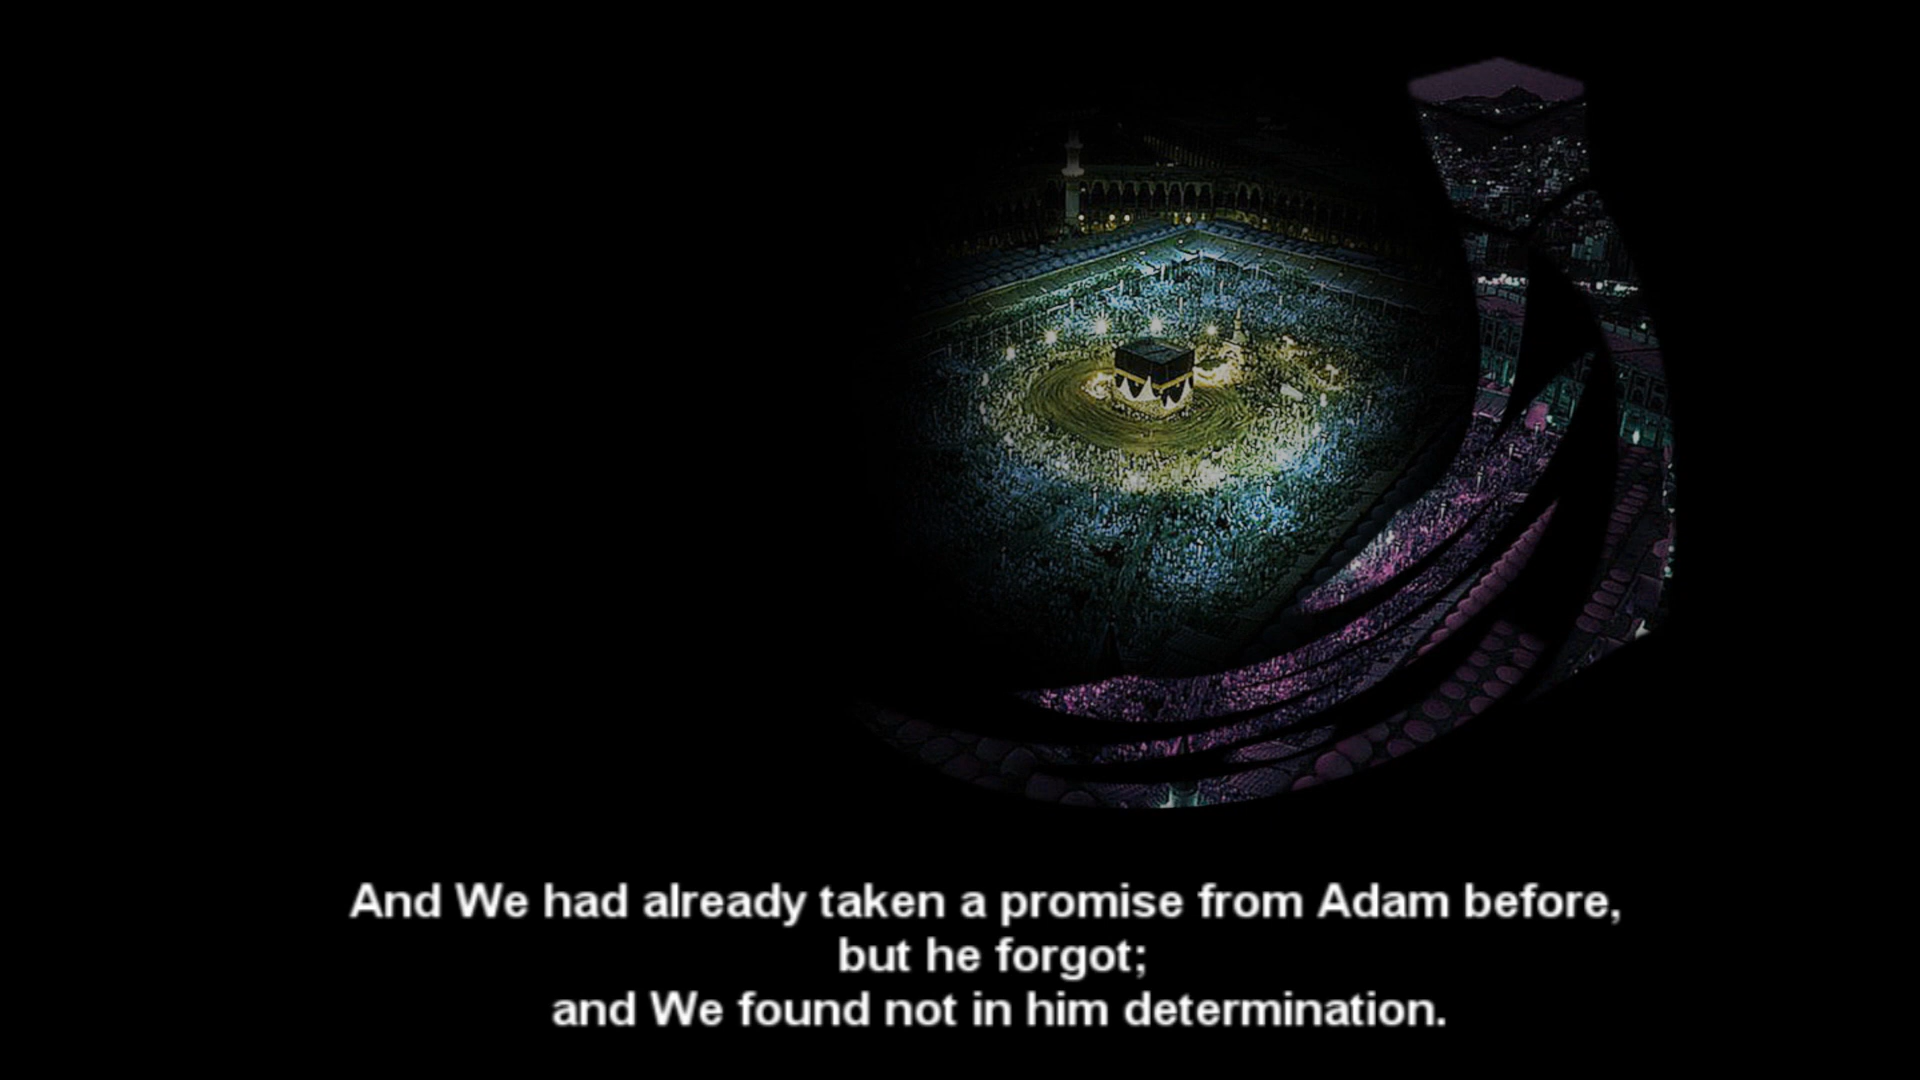 And We had already taken a promise from Adam before,
but he forgot;
and We found not in him determination.